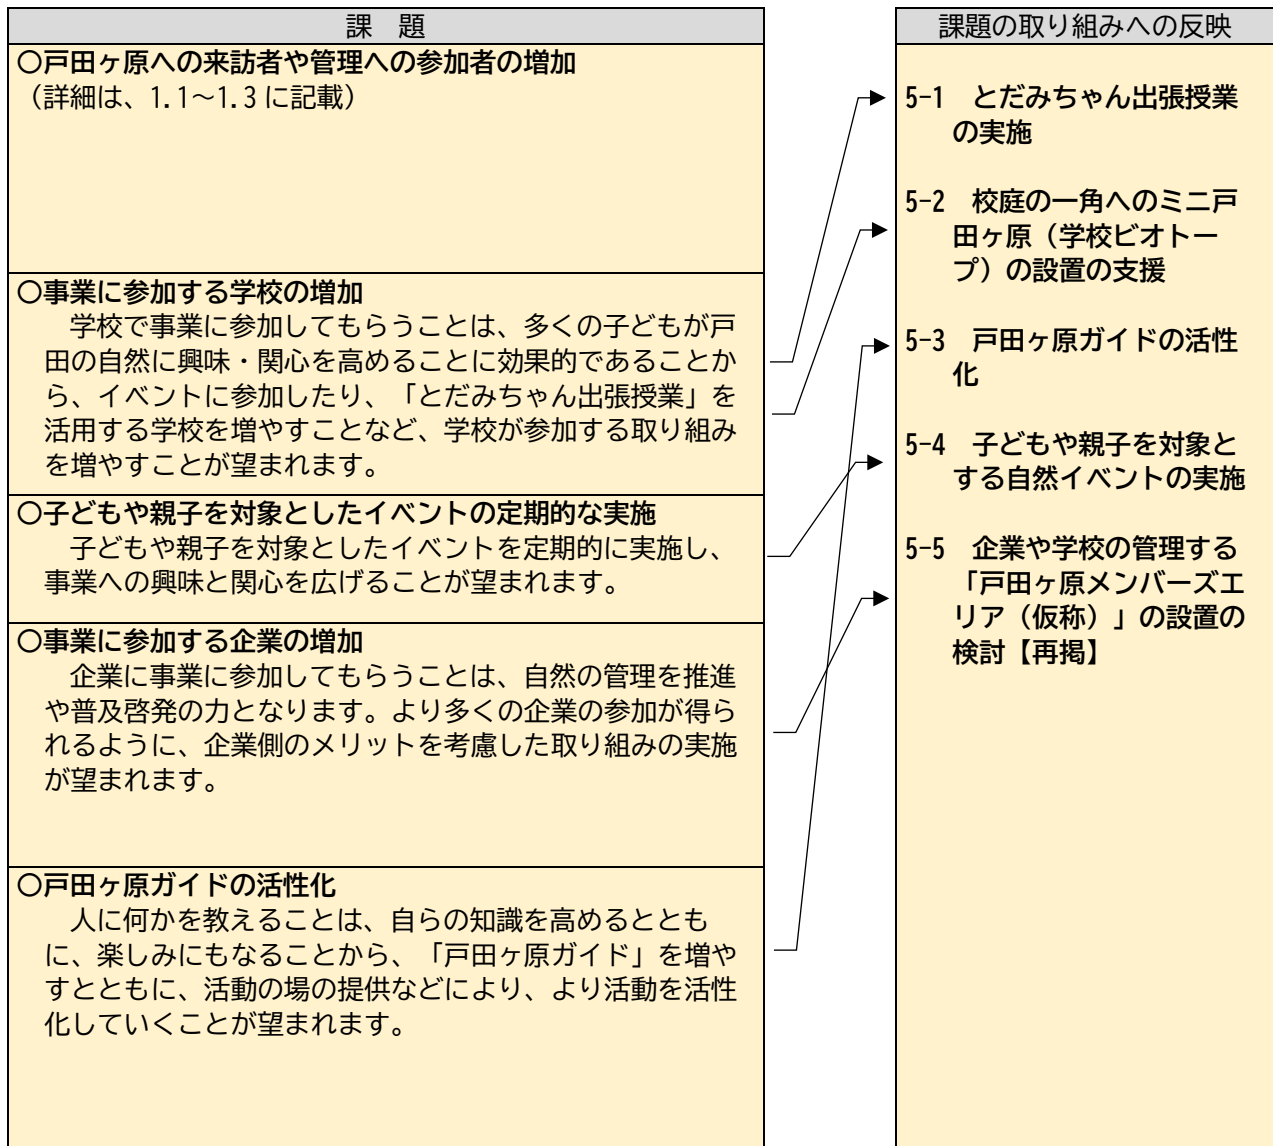 課　題
〇戸田ヶ原への来訪者や管理への参加者の増加
（詳細は、1.1～1.3 に記載）
〇事業に参加する学校の増加
学校で事業に参加してもらうことは、多くの子どもが戸
田の自然に興味・関心を高めることに効果的であることか
ら、イベントに参加したり、「とだみちゃん出張授業」を
活用する学校を増やすことなど、学校が参加する取り組み
を増やすことが望まれます。
〇子どもや親子を対象としたイベントの定期的な実施
子どもや親子を対象としたイベントを定期的に実施し、
事業への興味と関心を広げることが望まれます。
〇事業に参加する企業の増加
企業に事業に参加してもらうことは、自然の管理を推進
や普及啓発の力となります。より多くの企業の参加が得ら
れるように、企業側のメリットを考慮した取り組みの実施
が望まれます。
〇戸田ヶ原ガイドの活性化
人に何かを教えることは、自らの知識を高めるととも
に、楽しみにもなることから、「戸田ヶ原ガイド」を増や
すとともに、活動の場の提供などにより、より活動を活性
化していくことが望まれます。
課題の取り組みへの反映
5-1　とだみちゃん出張授業
の実施
5-2　校庭の一角へのミニ戸
田ヶ原（学校ビオトー
プ）の設置の支援
5-3　戸田ヶ原ガイドの活性
化
5-4　子どもや親子を対象と
する自然イベントの実施
5-5　企業や学校の管理する
「戸田ヶ原メンバーズエ
リア（仮称）」の設置の
検討【再掲】